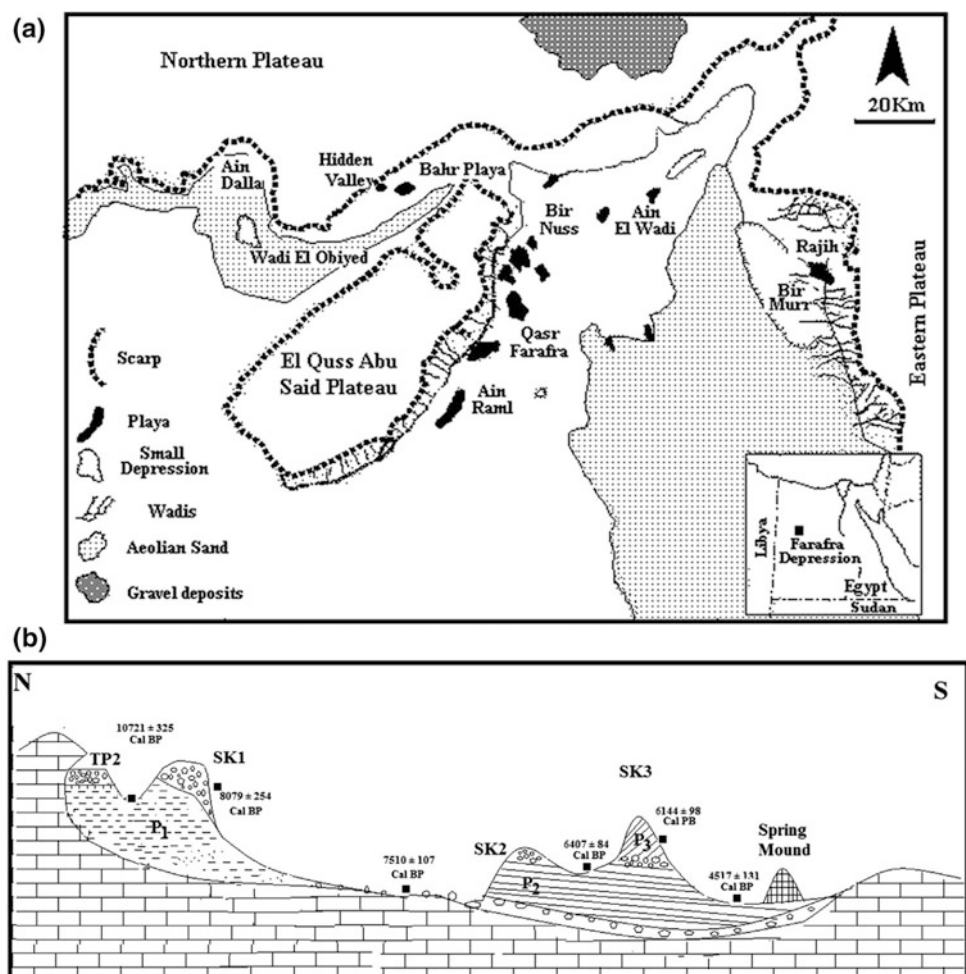 (a)
Northern Plateau
20Km
Ain
Dalla
Hidden
Valley
Bahr Playa
Bir
Nuss
Ain
El Wadi
Wadi El Obiyed
Rajih
Bir
Murr
Eastern Plateau
Qasr
Farafra
El Quss Abu
Said Plateau
Ain
Raml
Scarp
Playa
Small
Depression
Wadis
Aeolian Sand
Gravel deposits
Libya
Farafra
Depression
Egypt
Sudan
(b)
N
S
10721 ± 325
Cal BP
TP2
SK1
8079 ± 254
Cal BP
P1
SK3
6144 ± 98
Cal PB
P3
SK2
6407 ± 84
Cal BP
Spring
Mound
7510 ± 107
Cal BP
P2
4517 ± 131
Cal BP